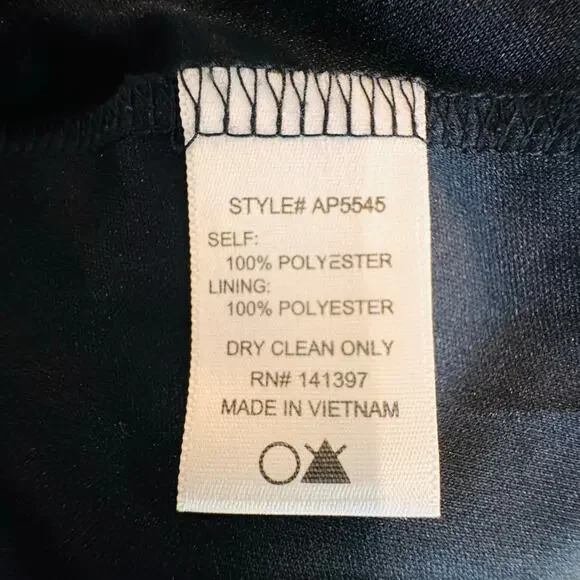 STYLE# AP5545
SELF:
100% POLYESTER
LINING:
100% POLYESTER
DRY CLEAN ONLY
RN# 141397
MADE IN VIETNAM